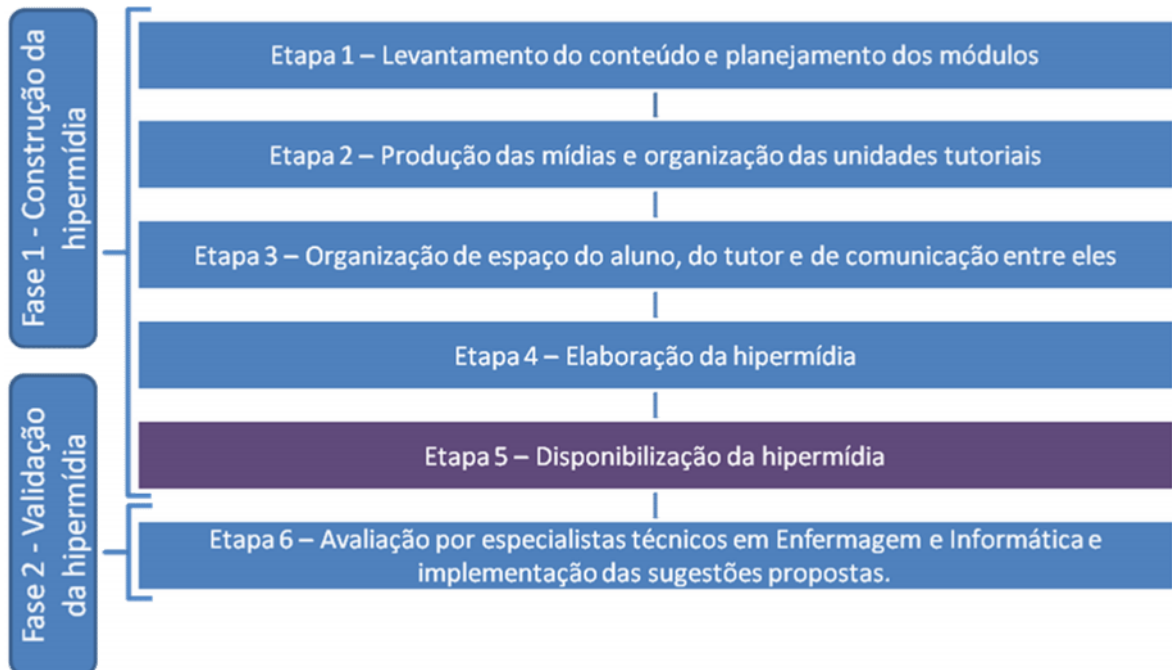 Fase 1 - Construção da
hipermídia
Etapa 1 – Levantamento do conteúdo e planejamento dos módulos
Etapa 2 – Produção das mídias e organização das unidades tutoriais
Etapa 3 – Organização de espaço do aluno, do tutor e de comunicação entre eles
Etapa 4 – Elaboração da hipermídia
Etapa 5 – Disponibilização da hipermídia
Fase 2 - Validação
da hipermídia
Etapa 6 – Avaliação por especialistas técnicos em Enfermagem e Informática e
implementação das sugestões propostas.